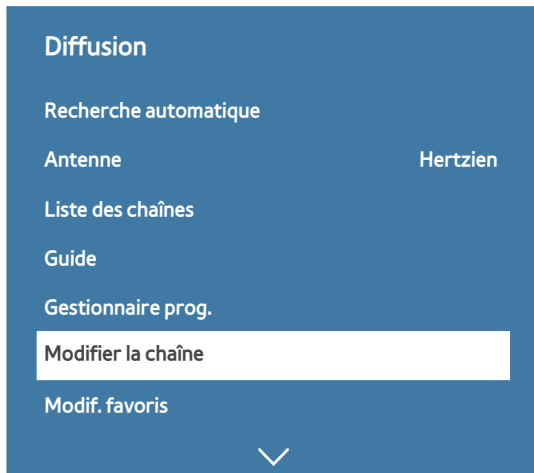 Diffusion
Recherche automatique
Antenne Hertzien
Liste des chaînes
Guide
Gestionnaire prog.
Modifier la chaîne
Modif. favoris